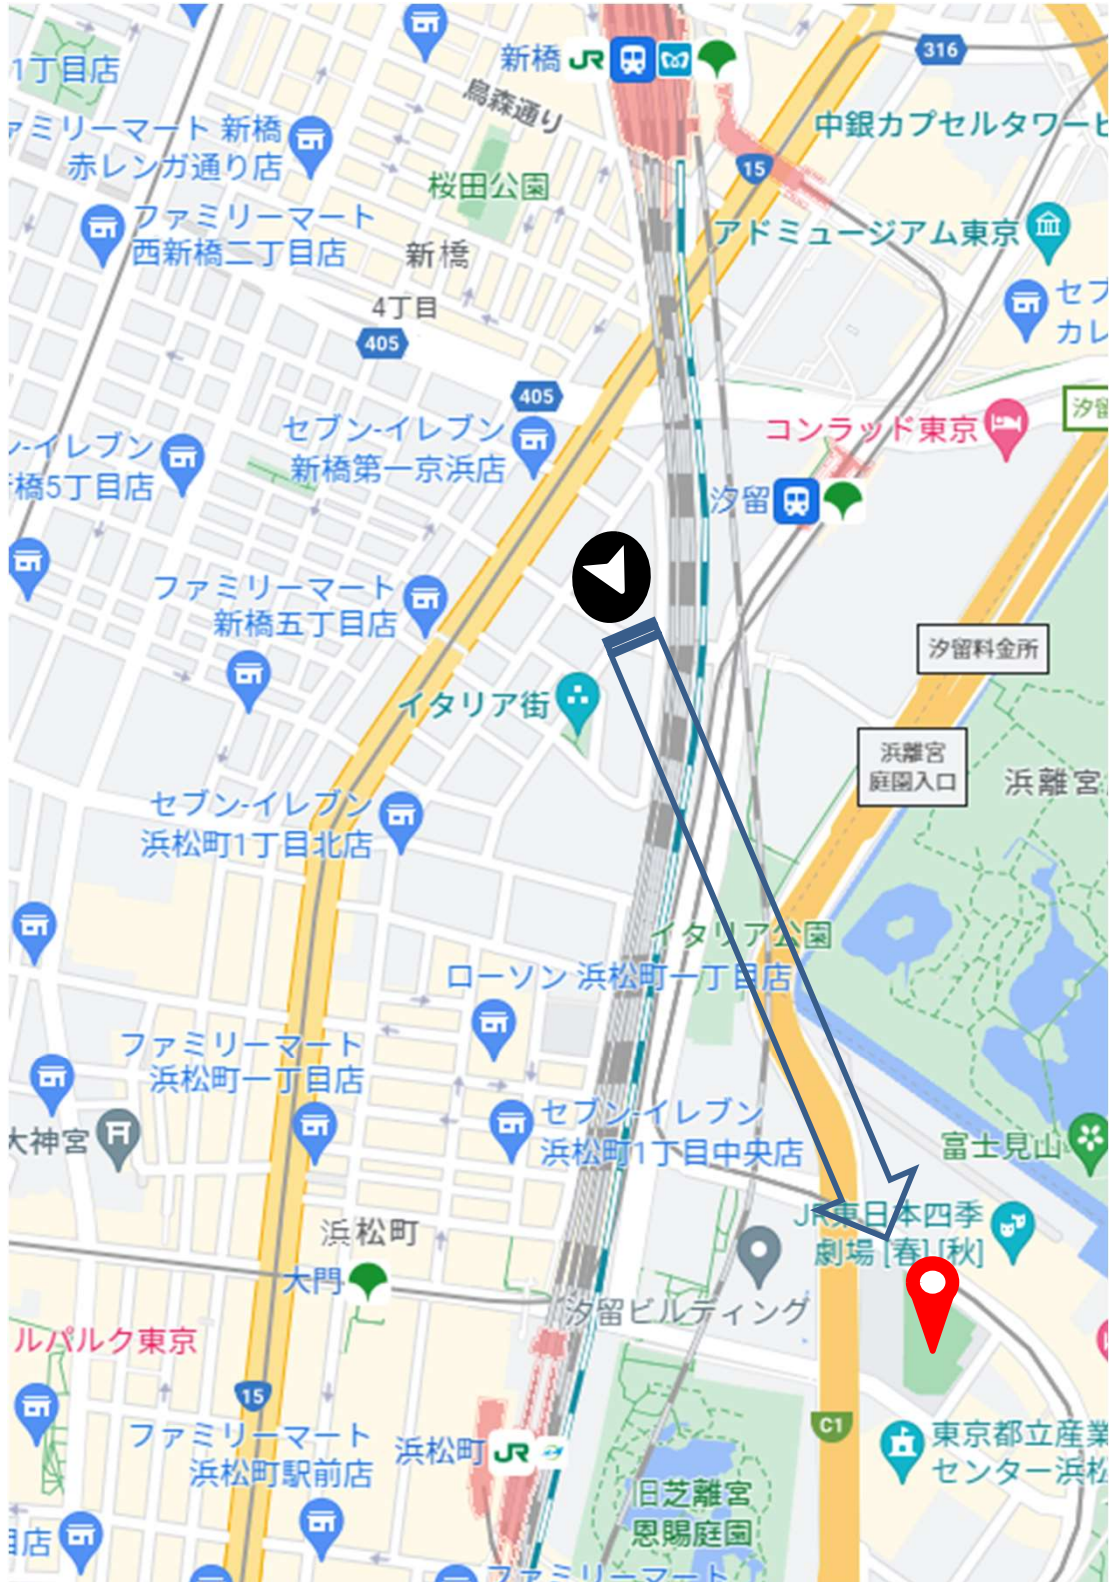 新橋 JR
316
1丁目店
烏森通り
中銀カプセルタワービ
ァミリーマート 新橋
赤レンガ通り店
15
桜田公園
ファミリーマート
西新橋二丁目店
アドミュージアム東京
新橋
4丁目
セブ
カレ
405
405
汐留
セブン-イレブン
新橋第一京浜店
コンラッド東京
ン-イレブン
橋5丁目店
汐留
ファミリーマート
新橋五丁目店
汐留料金所
イタリア街
浜離宮
庭園入口
浜離宮
セブン-イレブン
浜松町1丁目北店
イタリア公園
ローソン 浜松町一丁目店
ファミリーマート
浜松町一丁目店
セブン-イレブン
浜松町1丁目中央店
大神宮
富士見山
浜松町
JR東日本四季
劇場 [春] [秋]
大門
汐留ビルディング
ルパルク東京
15
C1
ファミリーマート
浜松町駅前店
浜松町 JR
東京都立産業
センター浜松
旧芝離宮
恩賜庭園
店
ファミリーマート